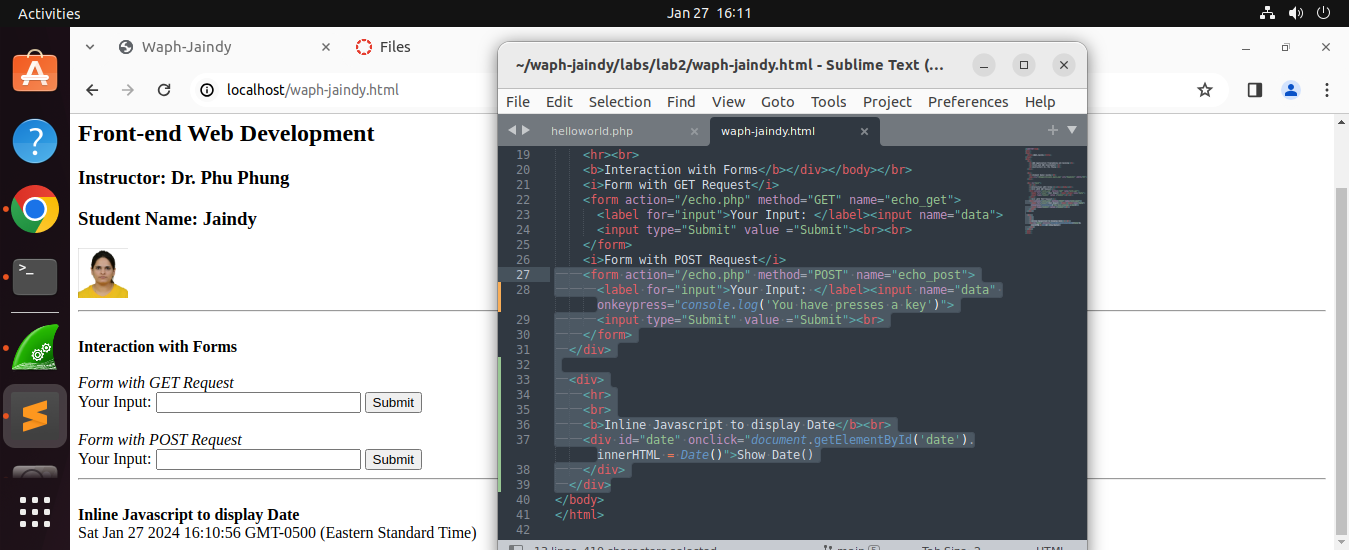 Activities
Jan 27 16:11
Waph-Jaindy
Files
localhost/waph-jaindy.html
Front-end Web Development
Instructor: Dr. Phu Phung
Student Name: Jaindy
Interaction with Forms
Form with GET Request
Your Input: Submit
Form with POST Request
Your Input: Submit
Inline Javascript to display Date
Sat Jan 27 2024 16:10:56 GMT-0500 (Eastern Standard Time)
~/waph-jaindy/labs/lab2/waph-jaindy.html - Sublime Text (...
File Edit Selection Find View Goto Tools Project Preferences Help
helloworld.php
waph-jaindy.html
19 <hr><br>
20 <b>Interaction with Forms</b></div></body></br>
21 <i>Form with GET Request</i>
22 <form action="/echo.php" method="GET" name="echo_get">
23 <label for="input">Your Input: </label><input name="data">
24 <input type="Submit" value ="Submit"><br><br>
25 </form>
26 <i>Form with POST Request</i>
27 <form action="/echo.php" method="POST" name="echo_post">
28 <label for="input">Your Input: </label><input name="data"
onkeypress="console.log('You have presses a key')">
29 <input type="Submit" value ="Submit"><br>
30 </form>
31 </div>
32
33 <div>
34 <hr>
35 <br>
36 <b>Inline Javascript to display Date</b><br>
37 <div id="date" onclick="document.getElementById('date').
innerHTML = Date()">Show Date()
38 </div>
39 </div>
40 </body>
41 </html>
42